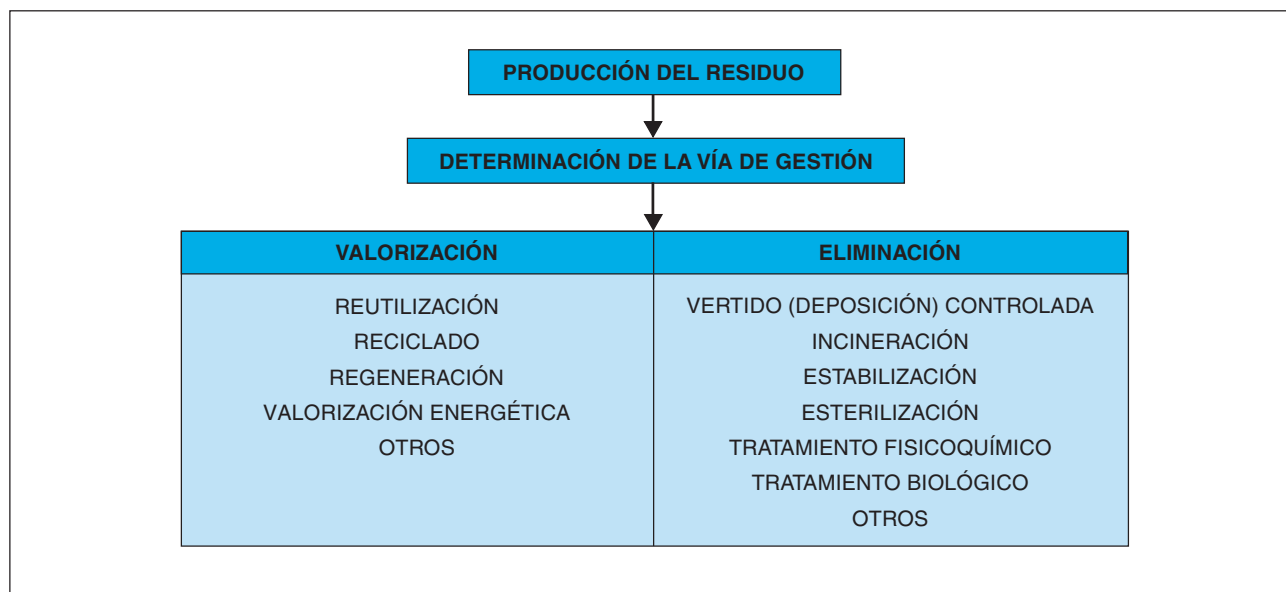 PRODUCCIÓN DEL RESIDUO
DETERMINACIÓN DE LA VÍA DE GESTIÓN
VALORIZACIÓN
REUTILIZACIÓN
RECICLADO
REGENERACIÓN
VALORIZACIÓN ENERGÉTICA
OTROS
ELIMINACIÓN
VERTIDO (DEPOSICIÓN) CONTROLADA
INCINERACIÓN
ESTABILIZACIÓN
ESTERILIZACIÓN
TRATAMIENTO FISICOQUÍMICO
TRATAMIENTO BIOLÓGICO
OTROS